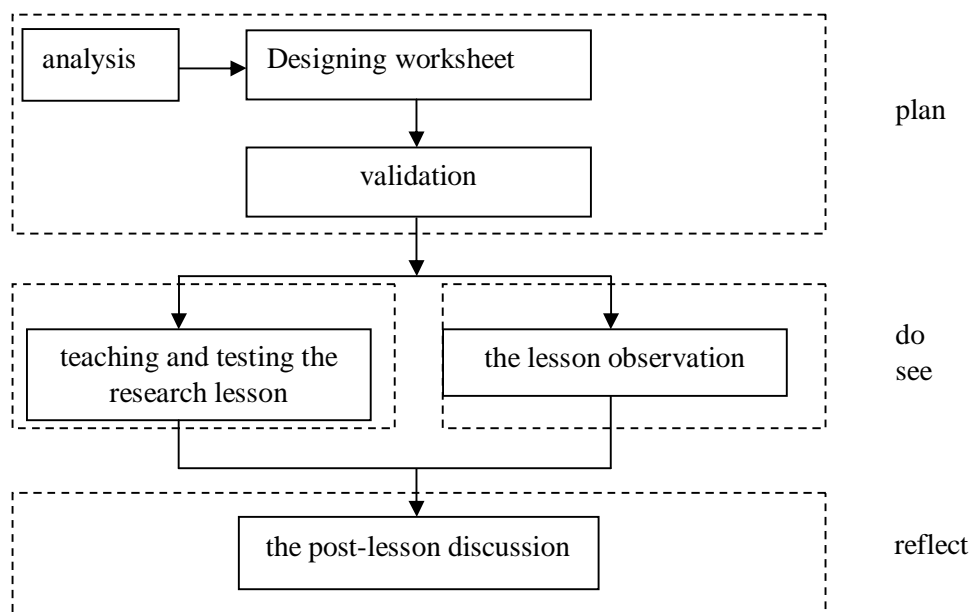 analysis
Designing worksheet
plan
validation
teaching and testing the
research lesson
the lesson observation
do
see
the post-lesson discussion
reflect